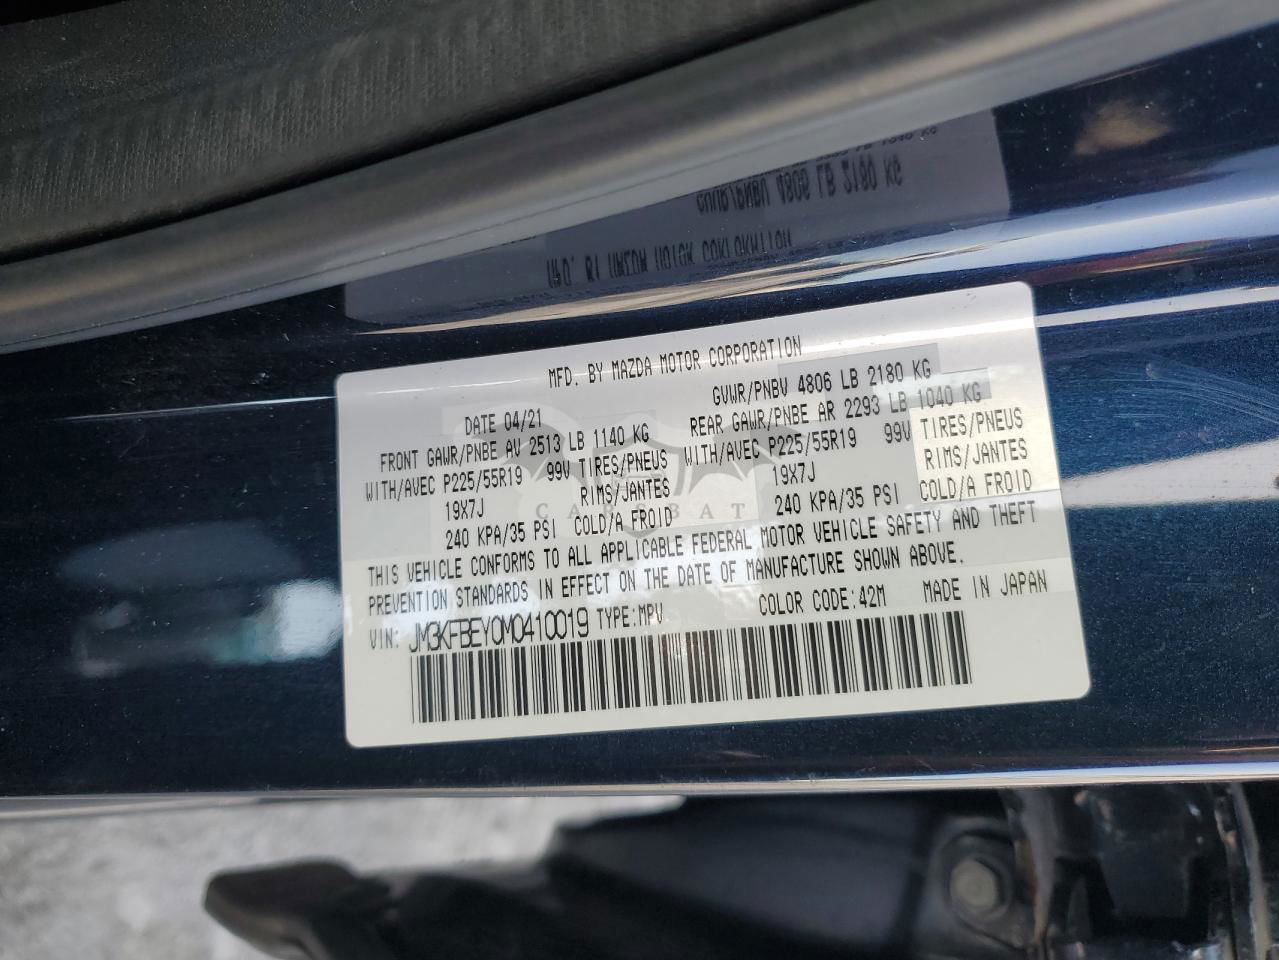 MFD. BY MAZDA MOTOR CORPORATION
DATE 04/21 GVWR/PNBV 4806 LB 2180 KG
FRONT GAWR/PNBE AV 2513 LB 1140 KG REAR GAWR/PNBE AR 2293 LB 1040 KG
WITH/AVEC P225/55R19 99V TIRES/PNEUS WITH/AVEC P225/55R19 99V TIRES/PNEUS
19X7J RIMS/JANTES 19X7J RIMS/JANTES
240 KPA/35 PSI COLD/A FROID 240 KPA/35 PSI COLD/A FROID
THIS VEHICLE CONFORMS TO ALL APPLICABLE FEDERAL MOTOR VEHICLE SAFETY AND THEFT
PREVENTION STANDARDS IN EFFECT ON THE DATE OF MANUFACTURE SHOWN ABOVE.
VIN: JM3KFBEY0M0410019 TYPE:MPV COLOR CODE:42M MADE IN JAPAN
CARSBAT